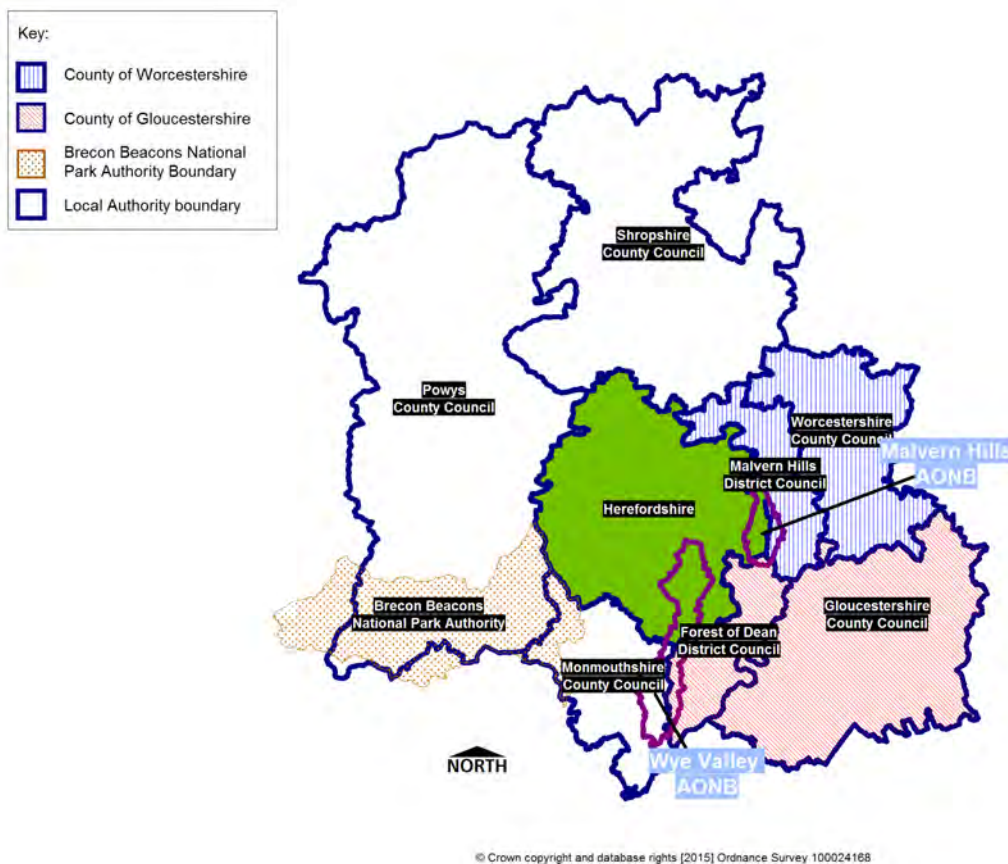 Key:
County of Worcestershire
County of Gloucestershire
Brecon Beacons National
Park Authority Boundary
Local Authority boundary
Shropshire
County Council
Powys
County Council
Worcestershire
County Council
Malvern Hills
AONB
Malvern Hills
District Council
Herefordshire
Brecon Beacons
National Park Authority
Gloucestershire
County Council
Forest of Dean
District Council
Monmouthshire
County Council
NORTH
Wye Valley
AONB
© Crown copyright and database rights [2015] Ordnance Survey 100024168